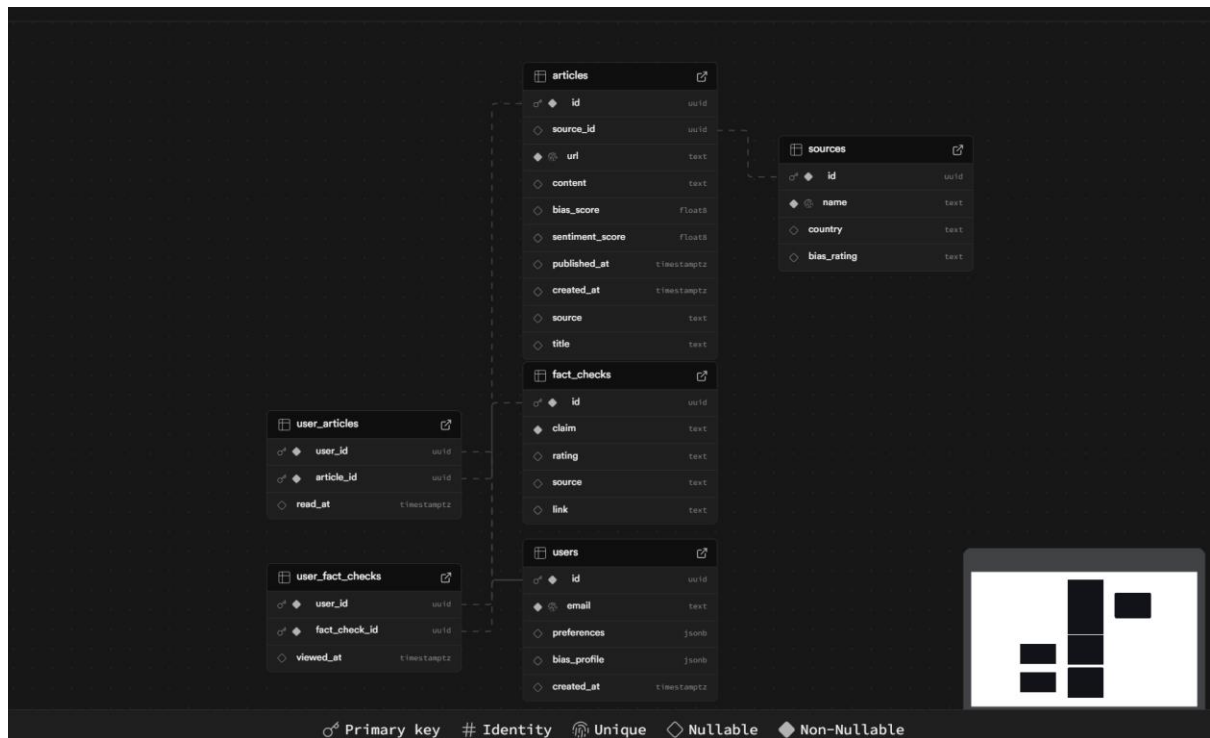 articles
id uuid
source_id uuid
url text
content text
bias_score float8
sentiment_score float8
published_at timestamptz
created_at timestamptz
source text
title text
sources
id uuid
name text
country text
bias_rating text
fact_checks
id uuid
claim text
rating text
source text
link text
user_articles
user_id uuid
article_id uuid
read_at timestamptz
users
id uuid
email text
preferences jsonb
bias_profile jsonb
created_at timestamptz
user_fact_checks
user_id uuid
fact_check_id uuid
viewed_at timestamptz
Primary key # Identity Unique Nullable Non-Nullable